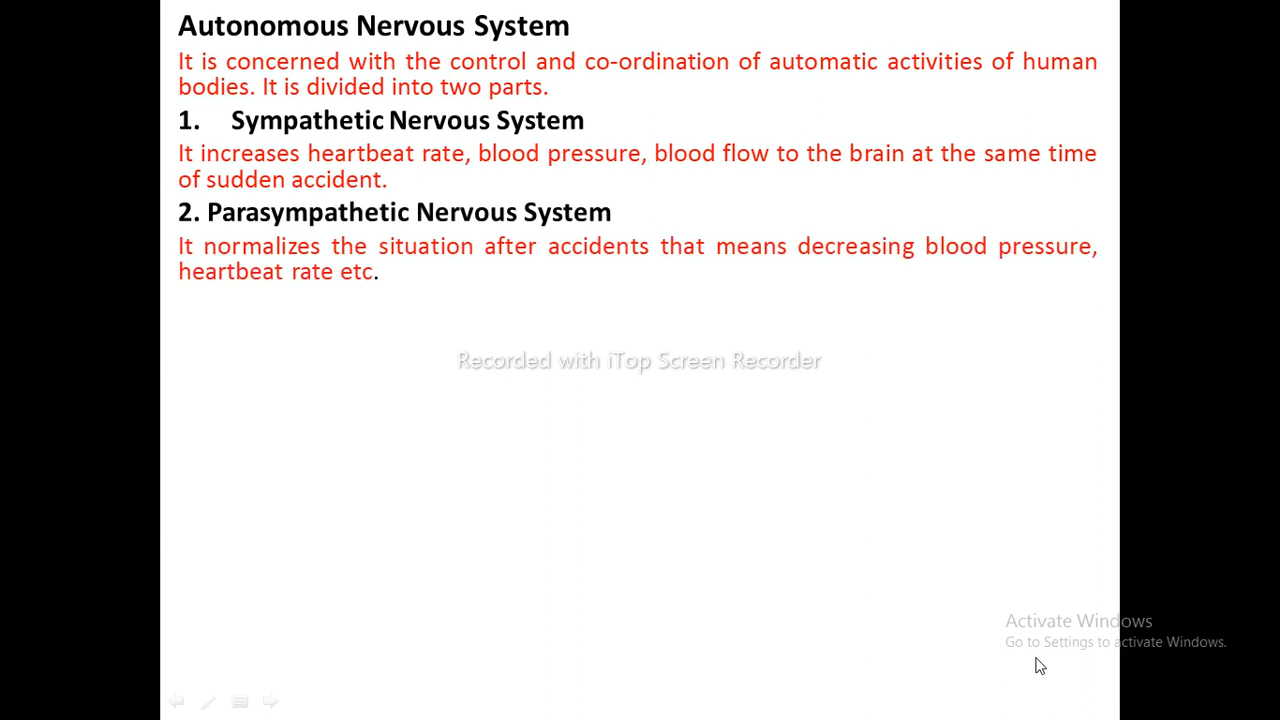 Autonomous Nervous System
It is concerned with the control and co-ordination of automatic activities of human
bodies. It is divided into two parts.
1. Sympathetic Nervous System
It increases heartbeat rate, blood pressure, blood flow to the brain at the same time
of sudden accident.
2. Parasympathetic Nervous System
It normalizes the situation after accidents that means decreasing blood pressure,
heartbeat rate etc.
Recorded with iTop Screen Recorder
Activate Windows
Go to Settings to activate Windows.